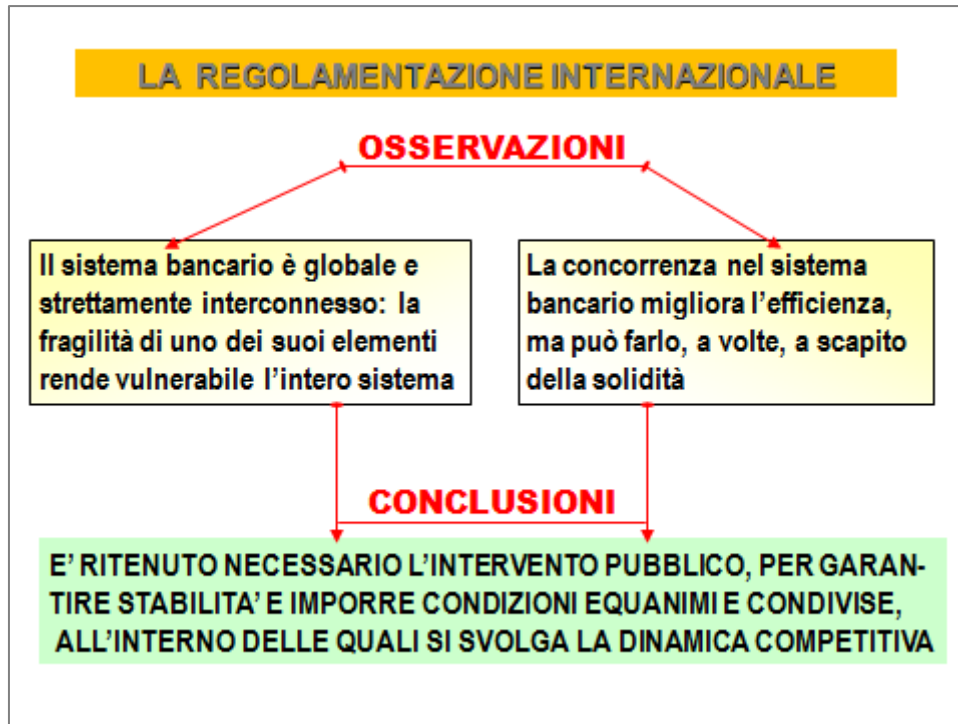 LA REGOLAMENTAZIONE INTERNAZIONALE
OSSERVAZIONI
Il sistema bancario è globale e
strettamente interconnesso: la
fragilità di uno dei suoi elementi
rende vulnerabile l'intero sistema
La concorrenza nel sistema
bancario migliora l'efficienza,
ma può farlo, a volte, a scapito
della solidità
CONCLUSIONI
E' RITENUTO NECESSARIO L'INTERVENTO PUBBLICO, PER GARAN-
TIRE STABILITA' E IMPORRE CONDIZIONI EQUANIMI E CONDIVISE,
ALL'INTERNO DELLE QUALI SI SVOLGA LA DINAMICA COMPETITIVA